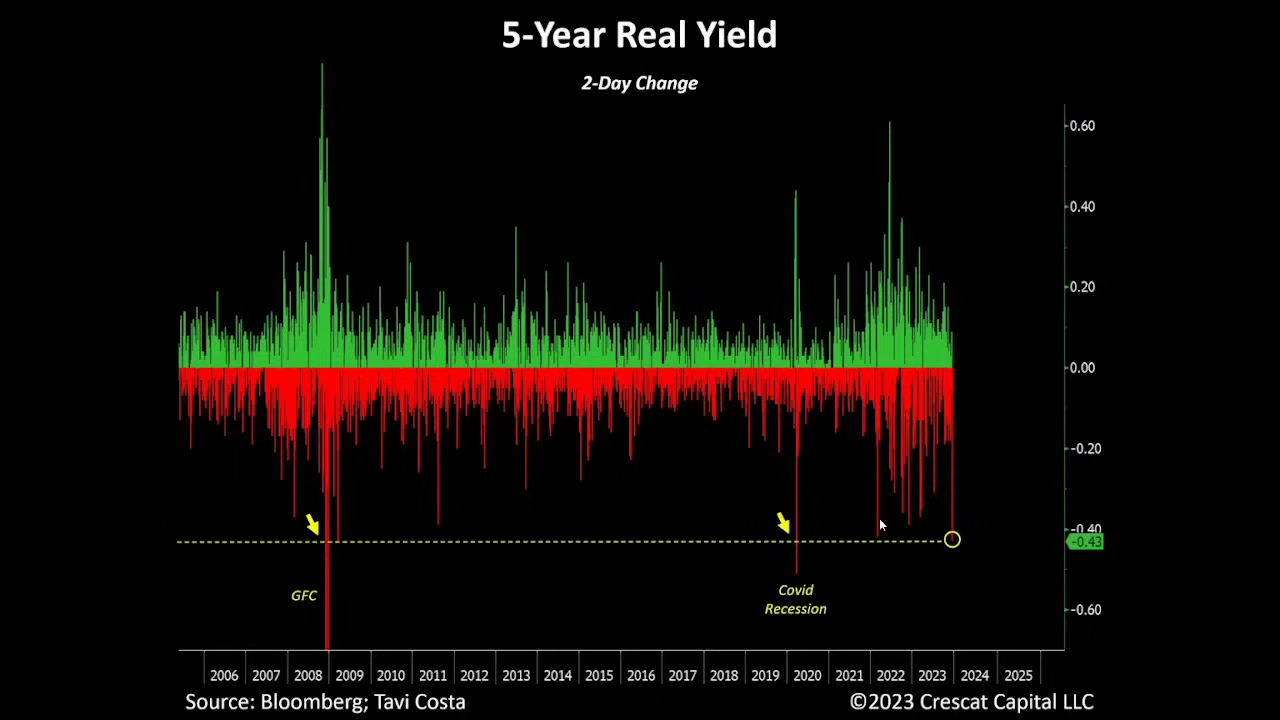 5-Year Real Yield
2-Day Change
0.60
0.40
0.20
0.00
-0.20
-0.40
-0.43
-0.60
GFC
Covid
Recession
2006 2007 2008 2009 2010 2011 2012 2013 2014 2015 2016 2017 2018 2019 2020 2021 2022 2023 2024 2025
Source: Bloomberg; Tavi Costa
©2023 Crescat Capital LLC